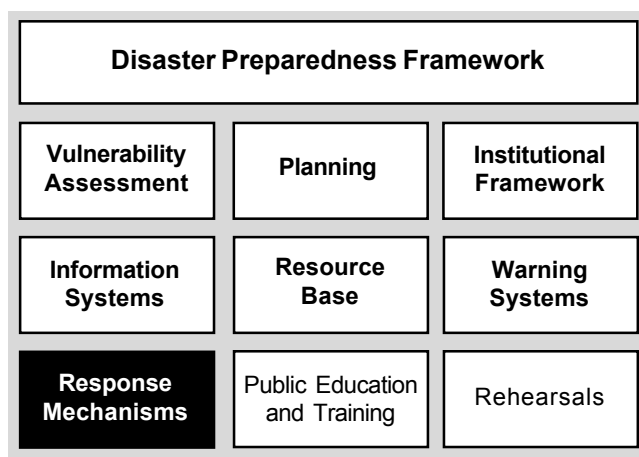 Disaster Preparedness Framework
Vulnerability
Assessment
Planning
Institutional
Framework
Information
Systems
Resource
Base
Warning
Systems
Response
Mechanisms
Public Education
and Training
Rehearsals